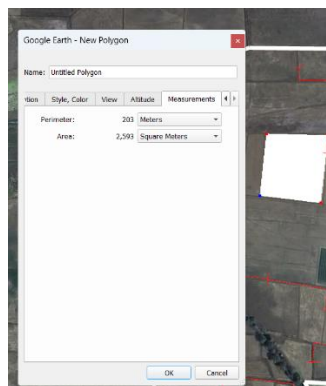 Google Earth - New Polygon
Name: Untitled Polygon
tion Style, Color View Altitude Measurements
Perimeter: 203 Meters
Area: 2,593 Square Meters
OK Cancel